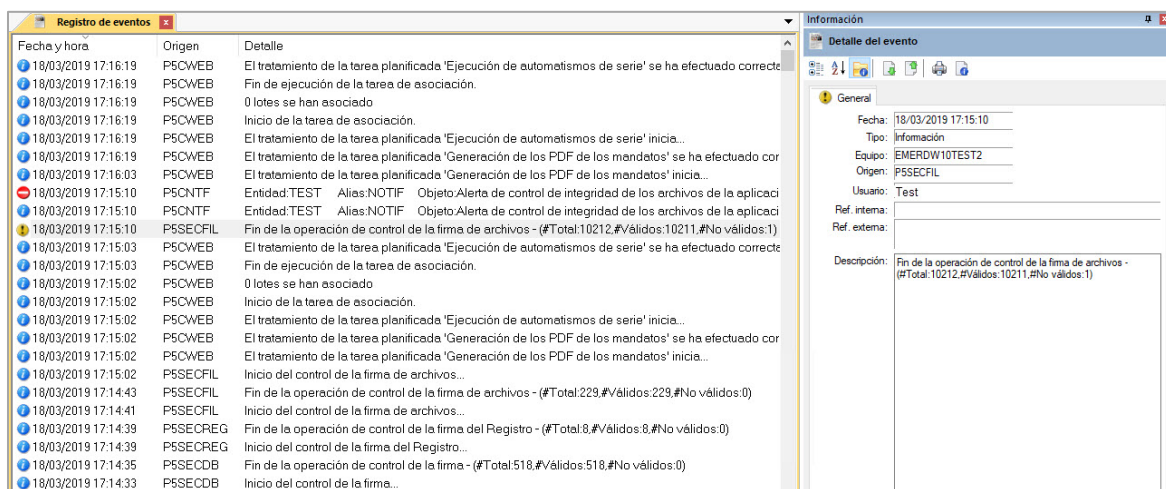 Registro de eventos
Fecha y hora Origen Detalle
18/03/2019 17:16:19 P5CWEB El tratamiento de la tarea planificada 'Ejecución de automatismos de serie' se ha efectuado correcta
18/03/2019 17:16:19 P5CWEB Fin de ejecución de la tarea de asociación.
18/03/2019 17:16:19 P5CWEB 0 lotes se han asociado
18/03/2019 17:16:19 P5CWEB Inicio de la tarea de asociación.
18/03/2019 17:16:19 P5CWEB El tratamiento de la tarea planificada 'Ejecución de automatismos de serie' inicia...
18/03/2019 17:16:19 P5CWEB El tratamiento de la tarea planificada 'Generación de los PDF de los mandatos' se ha efectuado cor
18/03/2019 17:16:03 P5CWEB El tratamiento de la tarea planificada 'Generación de los PDF de los mandatos' inicia...
18/03/2019 17:15:10 P5CNTF Entidad:TEST Alias:NOTIF Objeto:Alerta de control de integridad de los archivos de la aplicaci
18/03/2019 17:15:10 P5CNTF Entidad:TEST Alias:NOTIF Objeto:Alerta de control de integridad de los archivos de la aplicaci
18/03/2019 17:15:10 P5SECFIL Fin de la operación de control de la firma de archivos - (#Total:10212,#Válidos:10211,#No válidos:1)
18/03/2019 17:15:03 P5CWEB El tratamiento de la tarea planificada 'Ejecución de automatismos de serie' se ha efectuado correcta
18/03/2019 17:15:03 P5CWEB Fin de ejecución de la tarea de asociación.
18/03/2019 17:15:02 P5CWEB 0 lotes se han asociado
18/03/2019 17:15:02 P5CWEB Inicio de la tarea de asociación.
18/03/2019 17:15:02 P5CWEB El tratamiento de la tarea planificada 'Ejecución de automatismos de serie' inicia...
18/03/2019 17:15:02 P5CWEB El tratamiento de la tarea planificada 'Generación de los PDF de los mandatos' se ha efectuado cor
18/03/2019 17:15:02 P5CWEB El tratamiento de la tarea planificada 'Generación de los PDF de los mandatos' inicia...
18/03/2019 17:15:02 P5SECFIL Inicio del control de la firma de archivos...
18/03/2019 17:14:43 P5SECFIL Fin de la operación de control de la firma de archivos - (#Total:229,#Válidos:229,#No válidos:0)
18/03/2019 17:14:41 P5SECFIL Inicio del control de la firma de archivos...
18/03/2019 17:14:39 P5SECREG Fin de la operación de control de la firma del Registro - (#Total:8,#Válidos:8,#No válidos:0)
18/03/2019 17:14:39 P5SECREG Inicio del control de la firma del Registro...
18/03/2019 17:14:35 P5SECDB Fin de la operación de control de la firma - (#Total:518,#Válidos:518,#No válidos:0)
18/03/2019 17:14:33 P5SECDB Inicio del control de la firma...
Información
Detalle del evento
General
Fecha: 18/03/2019 17:15:10
Tipo: Información
Equipo: EMERDW10TEST2
Origen: P5SECFIL
Usuario: Test
Ref. interna:
Ref. externa:
Descripción: Fin de la operación de control de la firma de archivos -
(#Total:10212,#Válidos:10211,#No válidos:1)